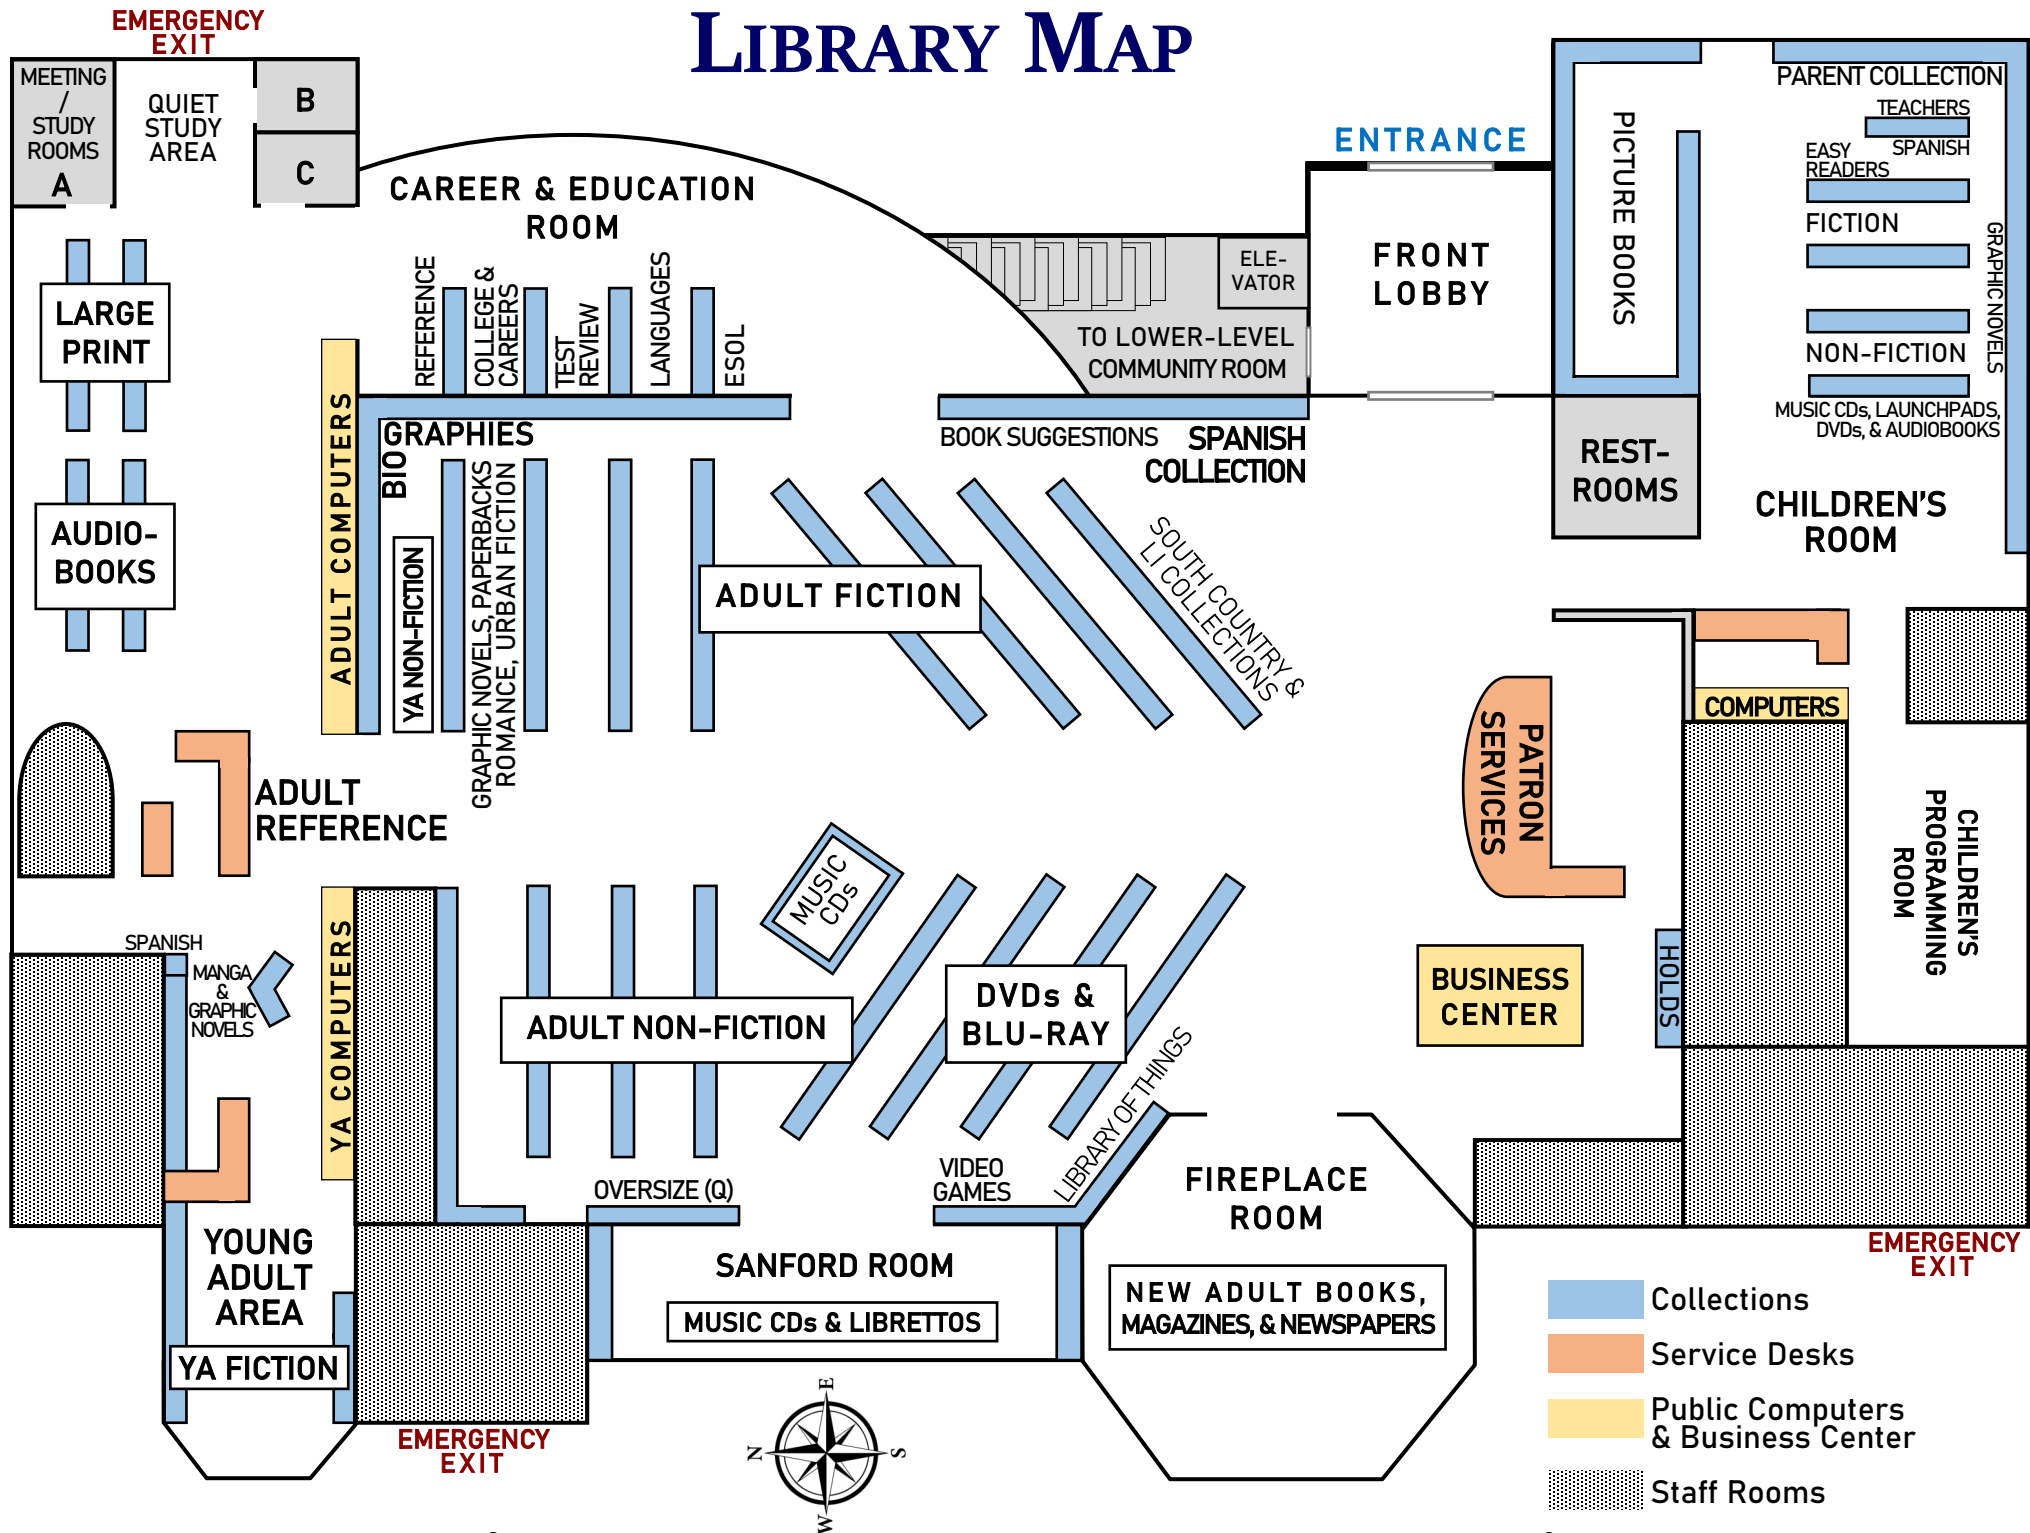 LIBRARY MAP
EMERGENCY
EXIT
MEETING
/
STUDY
ROOMS
A
QUIET
STUDY
AREA
B
C
CAREER & EDUCATION
ROOM
REFERENCE
COLLEGE &
CAREERS
TEST
REVIEW
LANGUAGES
ESOL
ELE-
VATOR
TO LOWER-LEVEL
COMMUNITY ROOM
ENTRANCE
FRONT
LOBBY
PICTURE BOOKS
PARENT COLLECTION
TEACHERS
SPANISH
EASY
READERS
FICTION
GRAPHIC NOVELS
NON-FICTION
MUSIC CDs, LAUNCHPADS,
DVDs, & AUDIOBOOKS
REST-
ROOMS
CHILDREN'S
ROOM
LARGE
PRINT
AUDIO-
BOOKS
ADULT COMPUTERS
BIOGRAPHIES
YA NON-FICTION
GRAPHIC NOVELS, PAPERBACKS
ROMANCE, URBAN FICTION
ADULT FICTION
BOOK SUGGESTIONS
SPANISH
COLLECTION
SOUTH COUNTRY &
LI COLLECTIONS
COMPUTERS
PATRON
SERVICES
CHILDREN'S
PROGRAMMING
ROOM
ADULT
REFERENCE
MUSIC
CDs
SPANISH
MANGA
&
GRAPHIC
NOVELS
YA COMPUTERS
ADULT NON-FICTION
DVDs &
BLU-RAY
BUSINESS
CENTER
HOLDS
LIBRARY OF THINGS
VIDEO
GAMES
OVERSIZE (Q)
YOUNG
ADULT
AREA
YA FICTION
SANFORD ROOM
MUSIC CDs & LIBRETTOS
FIREPLACE
ROOM
NEW ADULT BOOKS,
MAGAZINES, & NEWSPAPERS
EMERGENCY
EXIT
EMERGENCY
EXIT
E
N
S
W
Collections
Service Desks
Public Computers
& Business Center
Staff Rooms